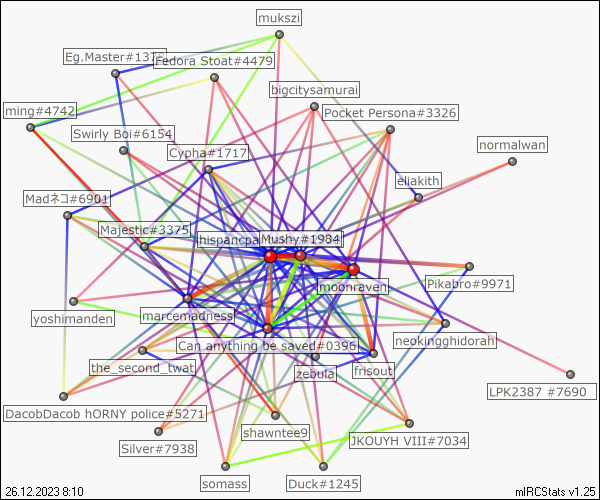 mukszi
Eg.Master#13
Fedora Stoat#4479
bigcitysamurai
ming#4742
Pocket Persona#3326
Swirly Boi#6154
normalwan
Cypha#1717
eliakith
Madネコ#6901
Majestic#3375
hispancpa
Mushy#1984
Pikabro#9971
moonraven
yoshimanden
marcemadness
neokingghidorah
Can anything be saved#0396
the_second_twat
zebula
frisout
LPK2387 #7690
DacobDacob hORNY police#5271
shawntee9
JKOUYH VIII#7034
Silver#7938
somass
Duck#1245
26.12.2023 8:10
mIRCStats v1.25